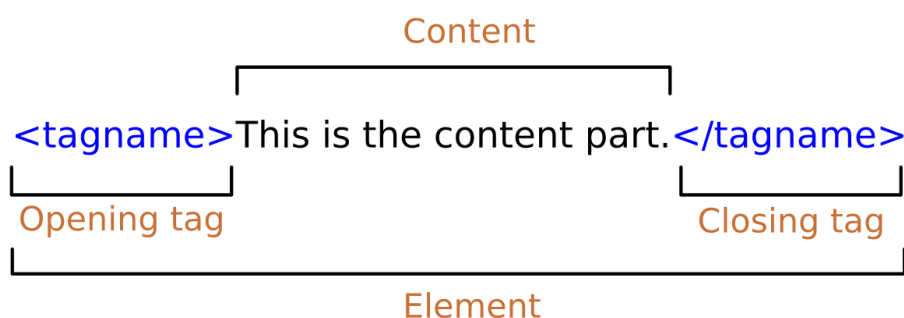 Content
<tagname>This is the content part.</tagname>
Opening tag
Closing tag
Element